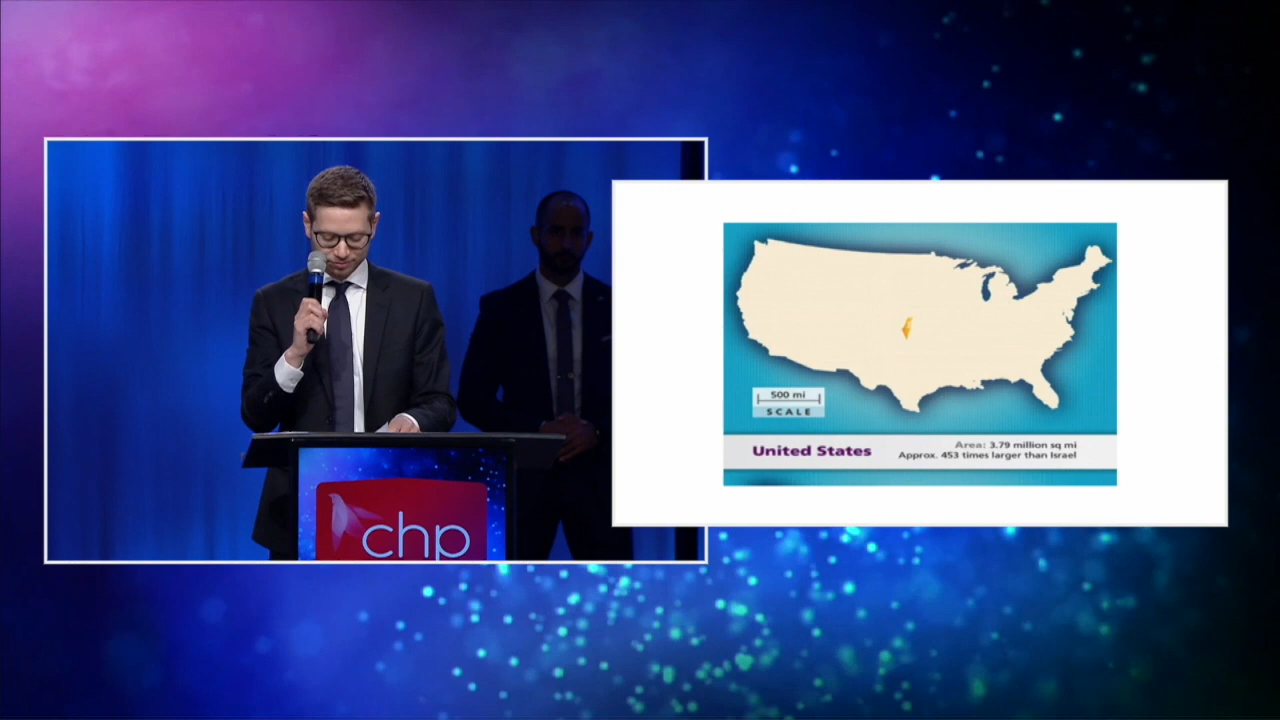 chp
500 mi
SCALE
United States
Area: 3.79 million sq mi
Approx. 453 times larger than Israel